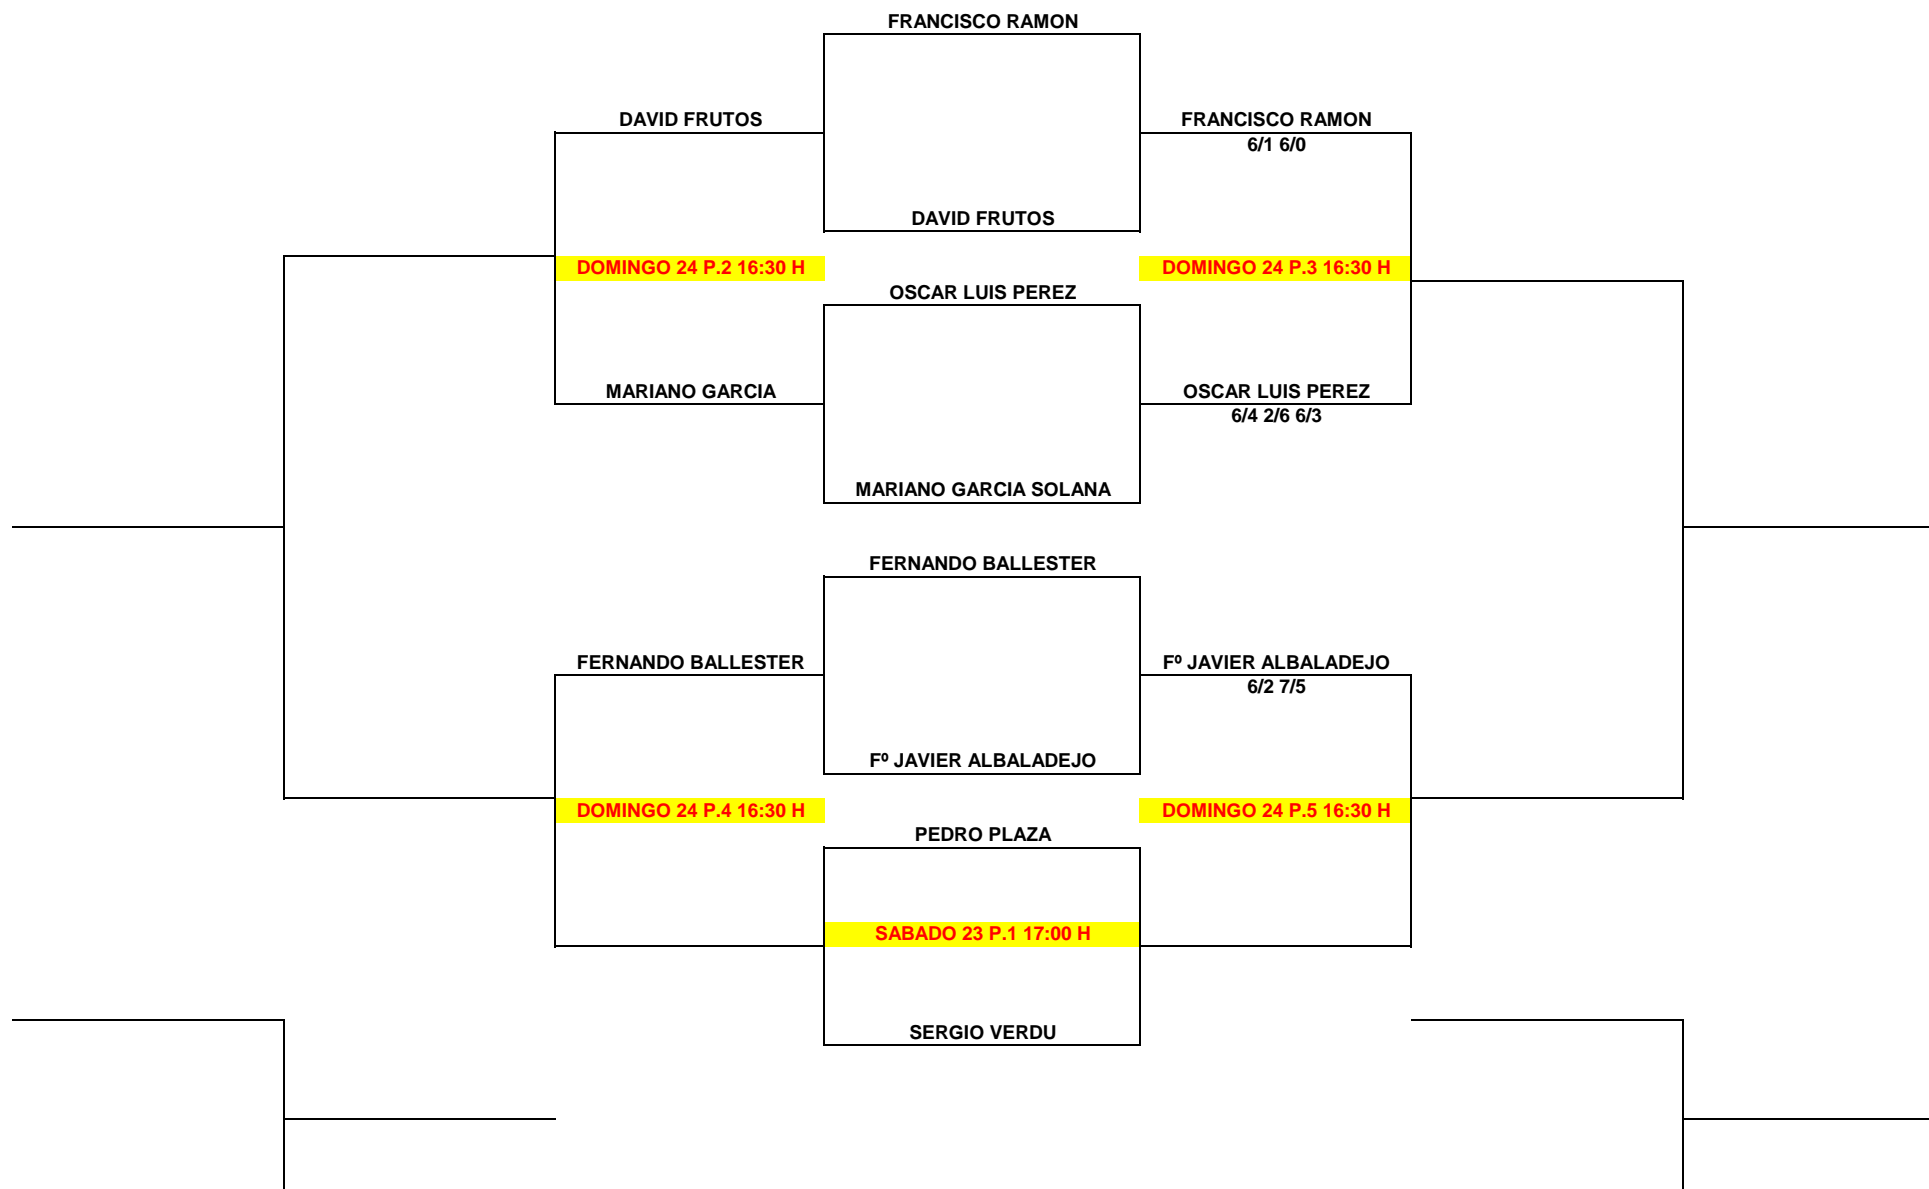 FRANCISCO RAMON
DAVID FRUTOS
FRANCISCO RAMON
6/1 6/0
DAVID FRUTOS
DOMINGO 24 P.2 16:30 H
DOMINGO 24 P.3 16:30 H
OSCAR LUIS PEREZ
MARIANO GARCIA
OSCAR LUIS PEREZ
6/4 2/6 6/3
MARIANO GARCIA SOLANA
FERNANDO BALLESTER
FERNANDO BALLESTER
Fº JAVIER ALBALADEJO
6/2 7/5
Fº JAVIER ALBALADEJO
DOMINGO 24 P.4 16:30 H
DOMINGO 24 P.5 16:30 H
PEDRO PLAZA
SABADO 23 P.1 17:00 H
SERGIO VERDU